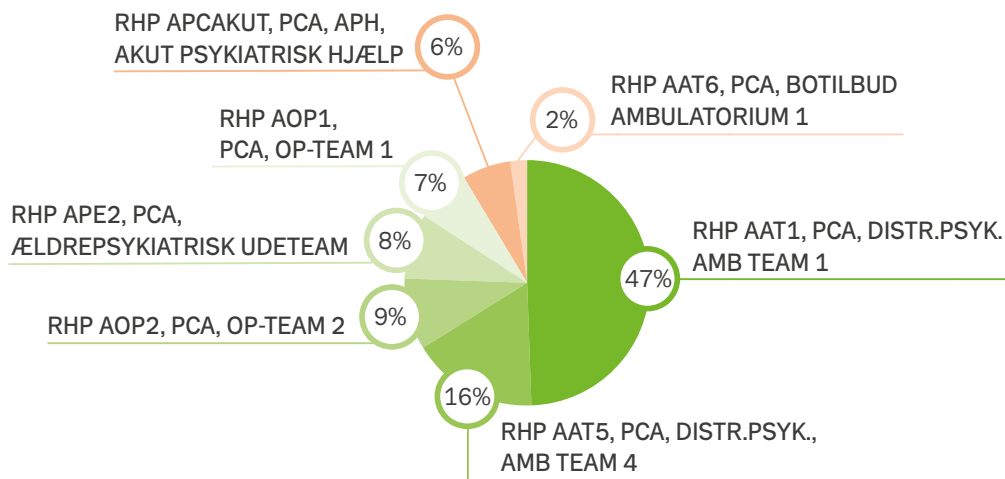 RHP APCAKUT, PCA, APH,
AKUT PSYKIATRISK HJÆLP
6%
RHP AAT6, PCA, BOTILBUD
AMBULATORIUM 1
2%
RHP AOP1,
PCA, OP-TEAM 1
7%
RHP APE2, PCA,
ÆLDREPSYKIATRISK UDETEAM
8%
RHP AAT1, PCA, DISTR.PSYK.
AMB TEAM 1
47%
RHP AOP2, PCA, OP-TEAM 2
9%
16%
RHP AAT5, PCA, DISTR.PSYK.,
AMB TEAM 4